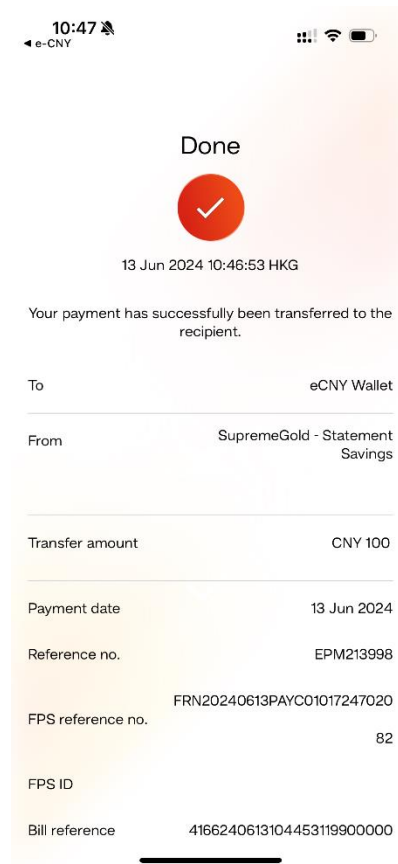 10:47
◀ e-CNY
Done
13 Jun 2024 10:46:53 HKG
Your payment has successfully been transferred to the
recipient.
To eCNY Wallet
From SupremeGold - Statement
Savings
Transfer amount CNY 100
Payment date 13 Jun 2024
Reference no. EPM213998
FPS reference no. FRN20240613PAYC01017247020
82
FPS ID
Bill reference 4166240613104453119900000